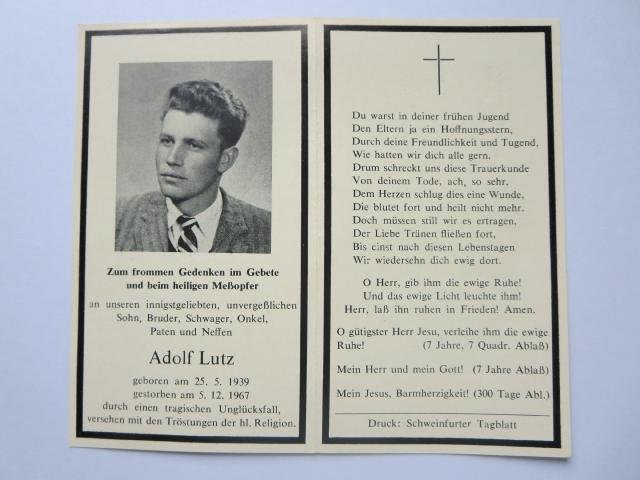 Zum frommen Gedenken im Gebete
und beim heiligen Meßopfer
an unseren innigstgeliebten, unvergeßlichen
Sohn, Bruder, Schwager, Onkel,
Paten und Neffen
Adolf Lutz
geboren am 25. 5. 1939
gestorben am 5. 12. 1967
durch einen tragischen Unglücksfall,
versehen mit den Tröstungen der hl. Religion.
Du warst in deiner frühen Jugend
Den Eltern ja ein Hoffnungsstern,
Durch deine Freundlichkeit und Tugend,
Wie hatten wir dich alle gern.
Drum schreckt uns diese Trauerkunde
Von deinem Tode, ach, so sehr,
Dem Herzen schlug dies eine Wunde,
Die blutet fort und heilt nicht mehr.
Doch müssen still wir es ertragen,
Der Liebe Tränen fließen fort,
Bis einst nach diesen Lebenstagen
Wir wiedersehn dich ewig dort.
O Herr, gib ihm die ewige Ruhe!
Und das ewige Licht leuchte ihm!
Herr, laß ihn ruhen in Frieden! Amen.
O gütigster Herr Jesu, verleihe ihm die ewige
Ruhe! (7 Jahre, 7 Quadr. Ablaß)
Mein Herr und mein Gott! (7 Jahre Ablaß)
Mein Jesus, Barmherzigkeit! (300 Tage Abl.)
Druck: Schweinfurter Tagblatt